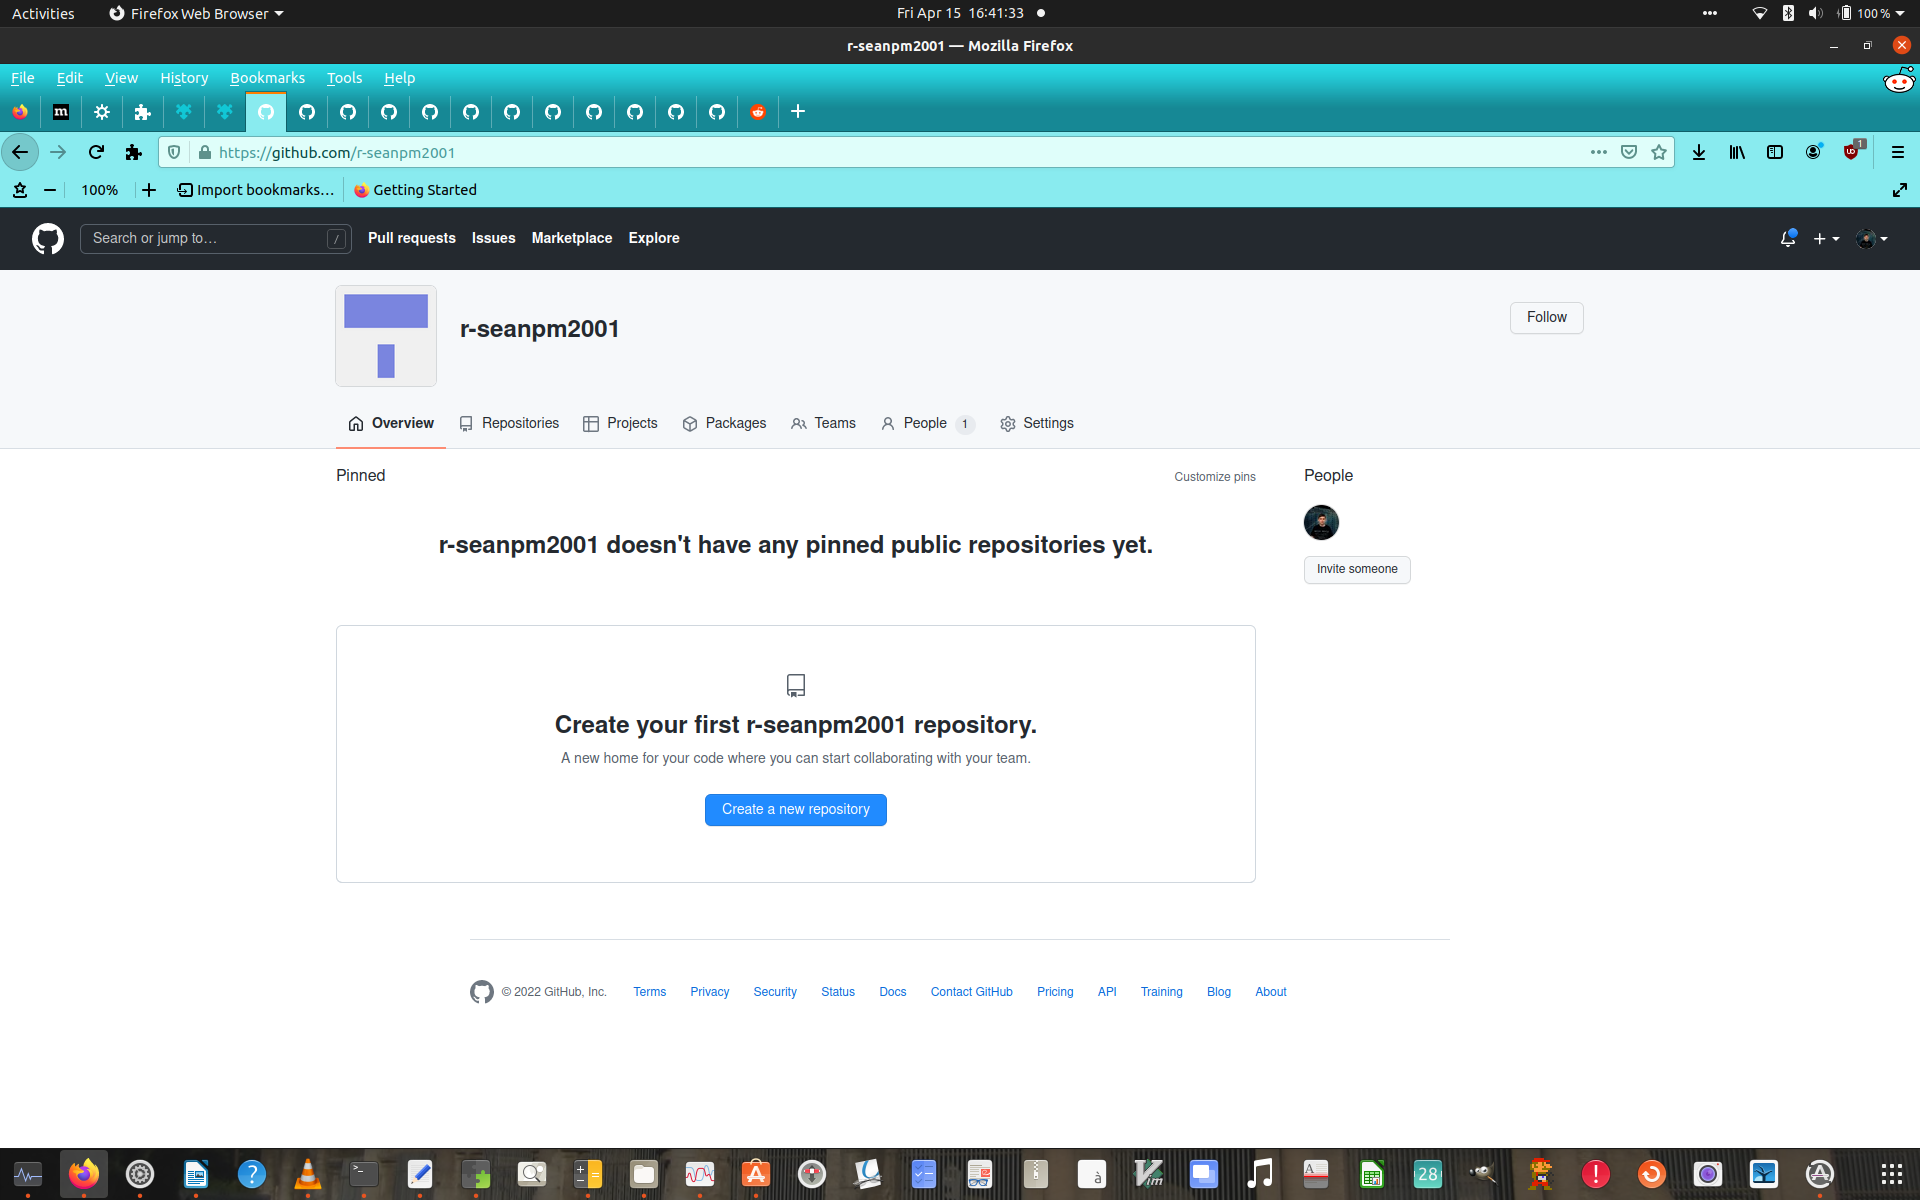 Activities Firefox Web Browser Fri Apr 15 16:41:33 100 %
r-seanpm2001 — Mozilla Firefox
File Edit View History Bookmarks Tools Help
https://github.com/r-seanpm2001 1
100% Import bookmarks... Getting Started
Search or jump to... / Pull requests Issues Marketplace Explore
r-seanpm2001
Follow
Overview Repositories Projects Packages Teams People 1 Settings
Pinned Customize pins People
r-seanpm2001 doesn't have any pinned public repositories yet.
Invite someone
Create your first r-seanpm2001 repository.
A new home for your code where you can start collaborating with your team.
Create a new repository
© 2022 GitHub, Inc. Terms Privacy Security Status Docs Contact GitHub Pricing API Training Blog About
28